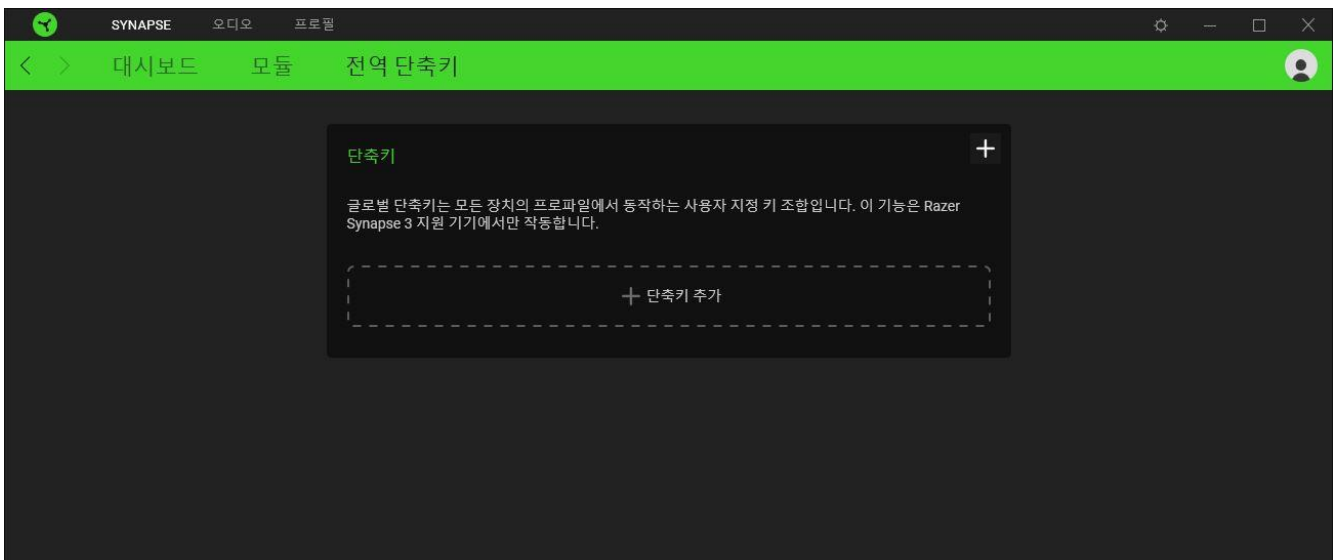 SYNAPSE 오디오 프로필
대시보드 모듈 전역 단축키
단축키
글로벌 단축키는 모든 장치의 프로파일에서 동작하는 사용자 지정 키 조합입니다. 이 기능은 Razer
Synapse 3 지원 기기에서만 작동합니다.
단축키 추가